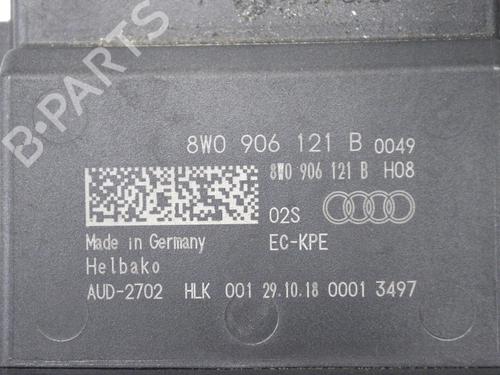 8W0 906 121 B 0049
8W0 906 121 B H08
02S
Made in Germany EC-KPE
Helbako
AUD-2702 HLK 001 29.10.18 0001 3497
B-PARTS